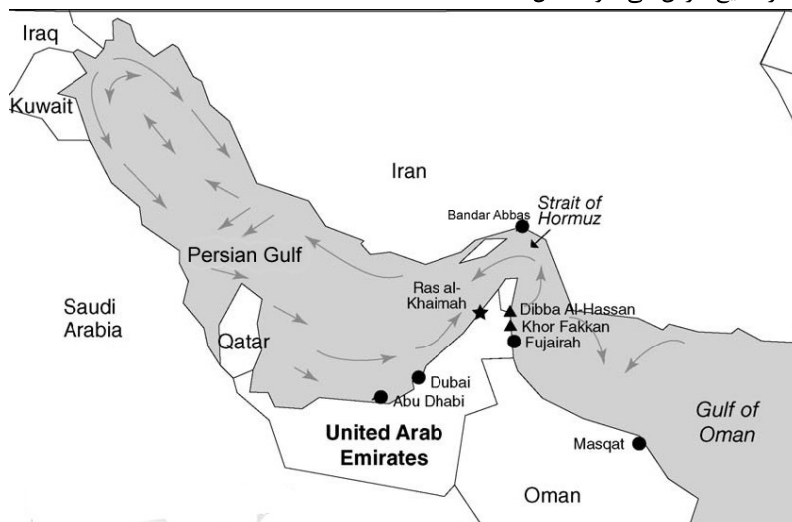 Iraq
Kuwait
Iran
Bandar Abbas
Strait of
Hormuz
Persian Gulf
Ras al-
Khaimah
Dibba Al-Hassan
Khor Fakkan
Fujairah
Saudi
Arabia
Qatar
Dubai
Abu Dhabi
United Arab
Emirates
Gulf of
Oman
Masqat
Oman